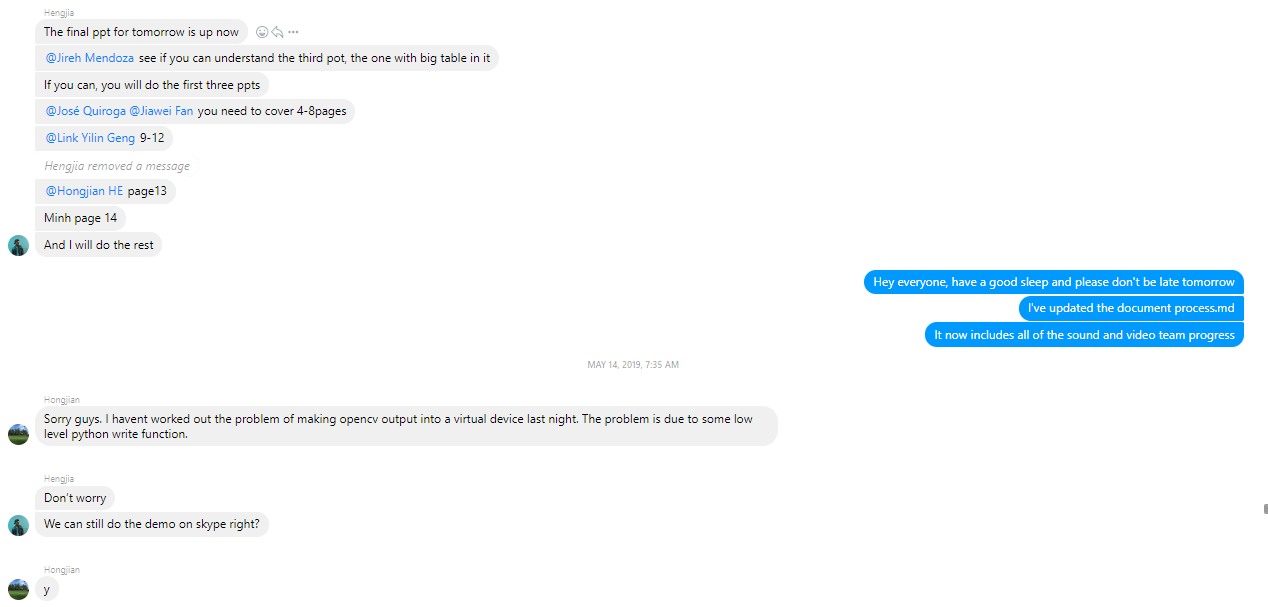 Hengjia
The final ppt for tomorrow is up now
@Jireh Mendoza see if you can understand the third pot, the one with big table in it
If you can, you will do the first three ppts
@José Quiroga @Jiawei Fan you need to cover 4-8pages
@Link Yilin Geng 9-12
Hengjia removed a message
@Hongjian HE page13
Minh page 14
And I will do the rest
Hey everyone, have a good sleep and please don't be late tomorrow
I've updated the document process.md
It now includes all of the sound and video team progress
MAY 14, 2019, 7:35 AM
Hongjian
Sorry guys. I havent worked out the problem of making opencv output into a virtual device last night. The problem is due to some low
level python write function.
Hengjia
Don't worry
We can still do the demo on skype right?
Hongjian
y